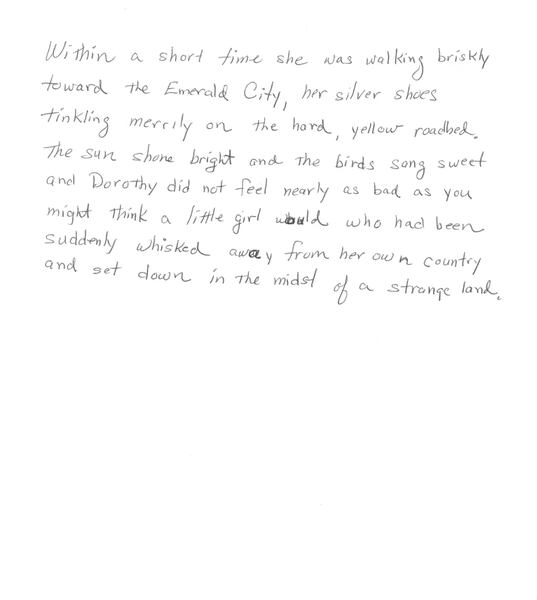 Within a short time she was walking briskly
toward the Emerald City, her silver shoes
tinkling merrily on the hard, yellow roadbed.
The sun shone bright and the birds song sweet
and Dorothy did not feel nearly as bad as you
might think a little girl would who had been
suddenly whisked away from her own country
and set down in the midst of a strange land.